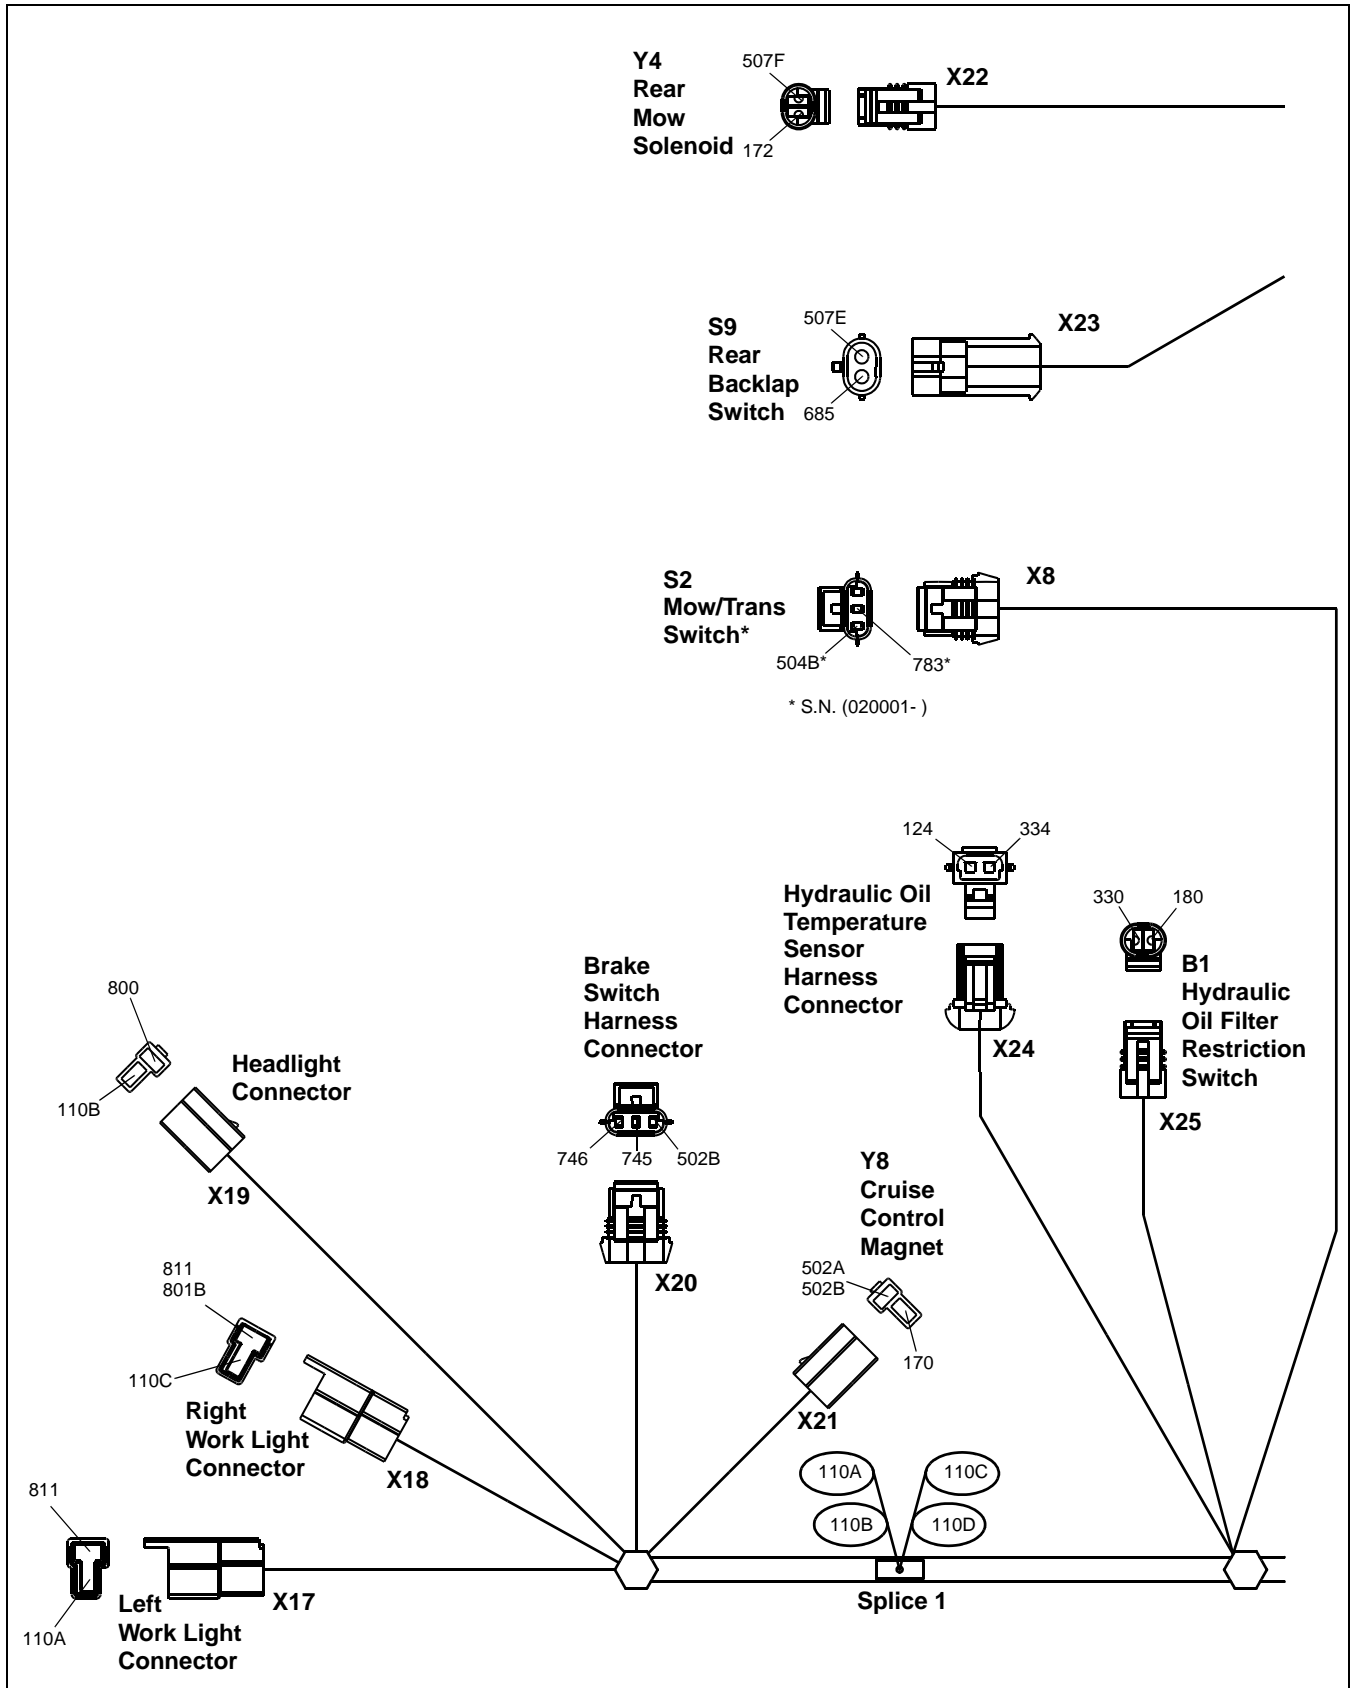 Y4
Rear
Mow
Solenoid
507F
172
X22
S9
Rear
Backlap
Switch
507E
685
X23
S2
Mow/Trans
Switch*
504B*
783*
X8
* S.N. (020001- )
124
334
Hydraulic Oil
Temperature
Sensor
Harness
Connector
X24
330
180
B1
Hydraulic
Oil Filter
Restriction
Switch
X25
Brake
Switch
Harness
Connector
746
745
502B
X20
800
110B
Headlight
Connector
X19
Y8
Cruise
Control
Magnet
502A
502B
170
X21
811
801B
110C
Right
Work Light
Connector
X18
811
110A
Left
Work Light
Connector
X17
110A
110C
110B
110D
Splice 1